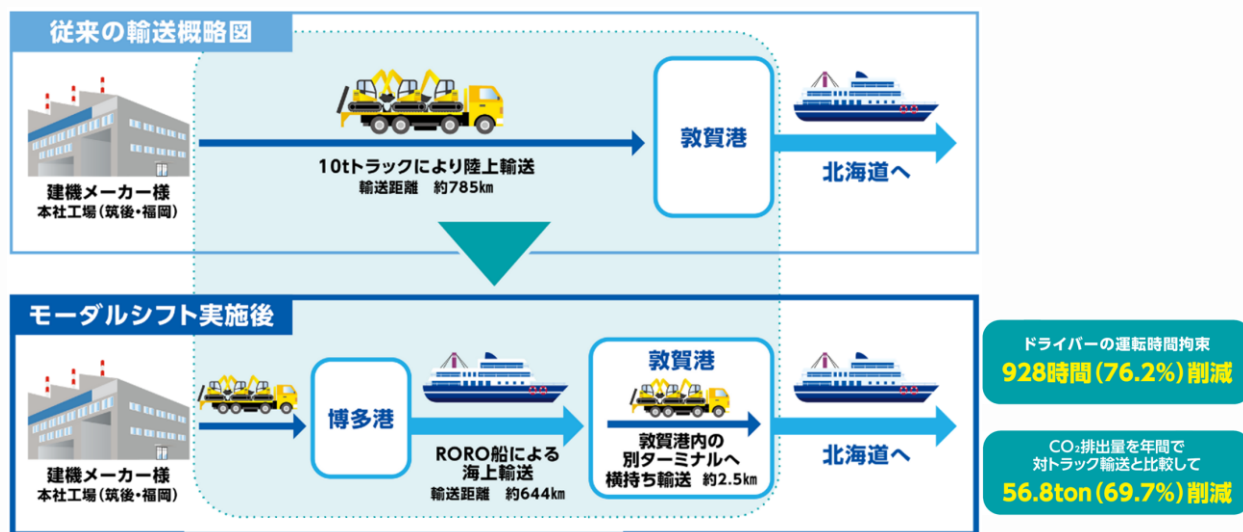 従来の輸送概略図
建機メーカー様
本社工場(筑後・福岡)
10tトラックにより陸上輸送
輸送距離 約785km
敦賀港
北海道へ
モーダルシフト実施後
建機メーカー様
本社工場(筑後・福岡)
博多港
RORO船による
海上輸送
輸送距離 約644km
敦賀港
敦賀港内の
別ターミナルへ
横持ち輸送 約2.5km
北海道へ
ドライバーの運転時間拘束
928時間(76.2%)削減
CO₂排出量を年間で
対トラック輸送と比較して
56.8ton(69.7%)削減